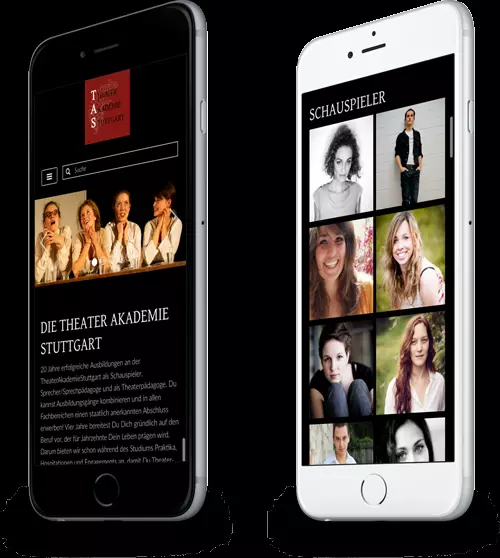 THEATER
AKADEMIE
STUTTGART
Suche
DIE THEATER AKADEMIE
STUTTGART
20 Jahre erfolgreiche Ausbildungen an der
TheaterAkademieStuttgart als Schauspieler,
Sprecher/Sprechpädagoge und als Theaterpädagoge. Du
kannst Ausbildungsgänge kombinieren und in allen
Fachbereichen einen staatlich anerkannten Abschluss
erwerben! Vier Jahre bereitest Du Dich gründlich auf den
Beruf vor, der für Jahrzehnte Dein Leben prägen wird.
Darum bieten wir schon während des Studiums Praktika,
Hospitationen und Engagements an, damit Du Theater-
SCHAUSPIELER